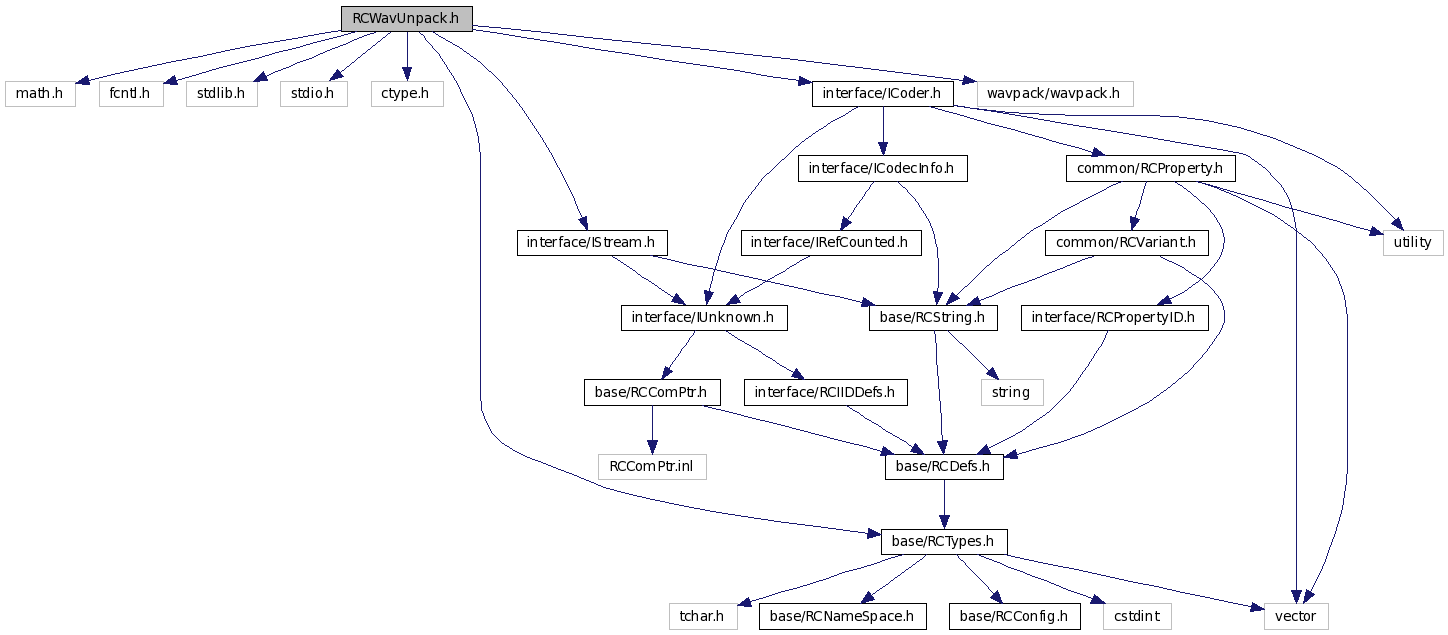 RCWavUnpack.h
math.h
fcntl.h
stdlib.h
stdio.h
ctype.h
interface/ICoder.h
wavpack/wavpack.h
interface/ICodecInfo.h
common/RCProperty.h
interface/IStream.h
interface/IRefCounted.h
common/RCVariant.h
utility
interface/IUnknown.h
base/RCString.h
interface/RCPropertyID.h
base/RCComPtr.h
interface/RCIIDDefs.h
string
RCComPtr.inl
base/RCDefs.h
base/RCTypes.h
tchar.h
base/RCNameSpace.h
base/RCConfig.h
cstdint
vector